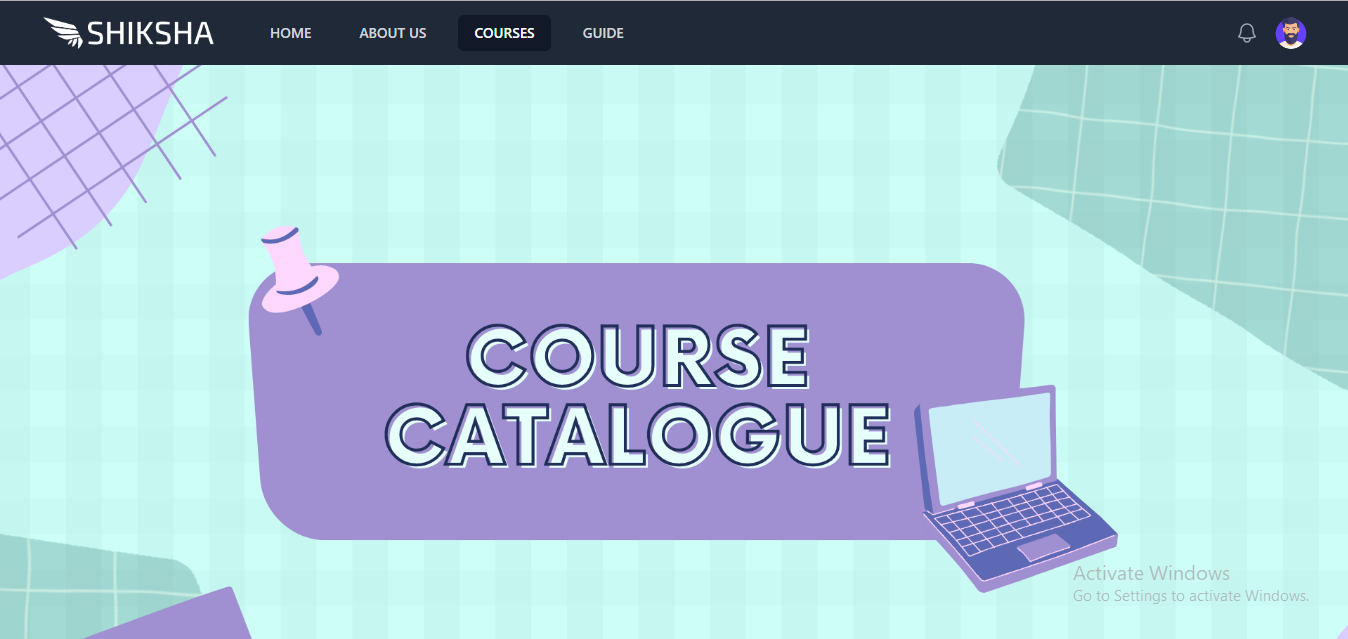 SHIKSHA HOME ABOUT US COURSES GUIDE
COURSE
CATALOGUE
Activate Windows
Go to Settings to activate Windows.